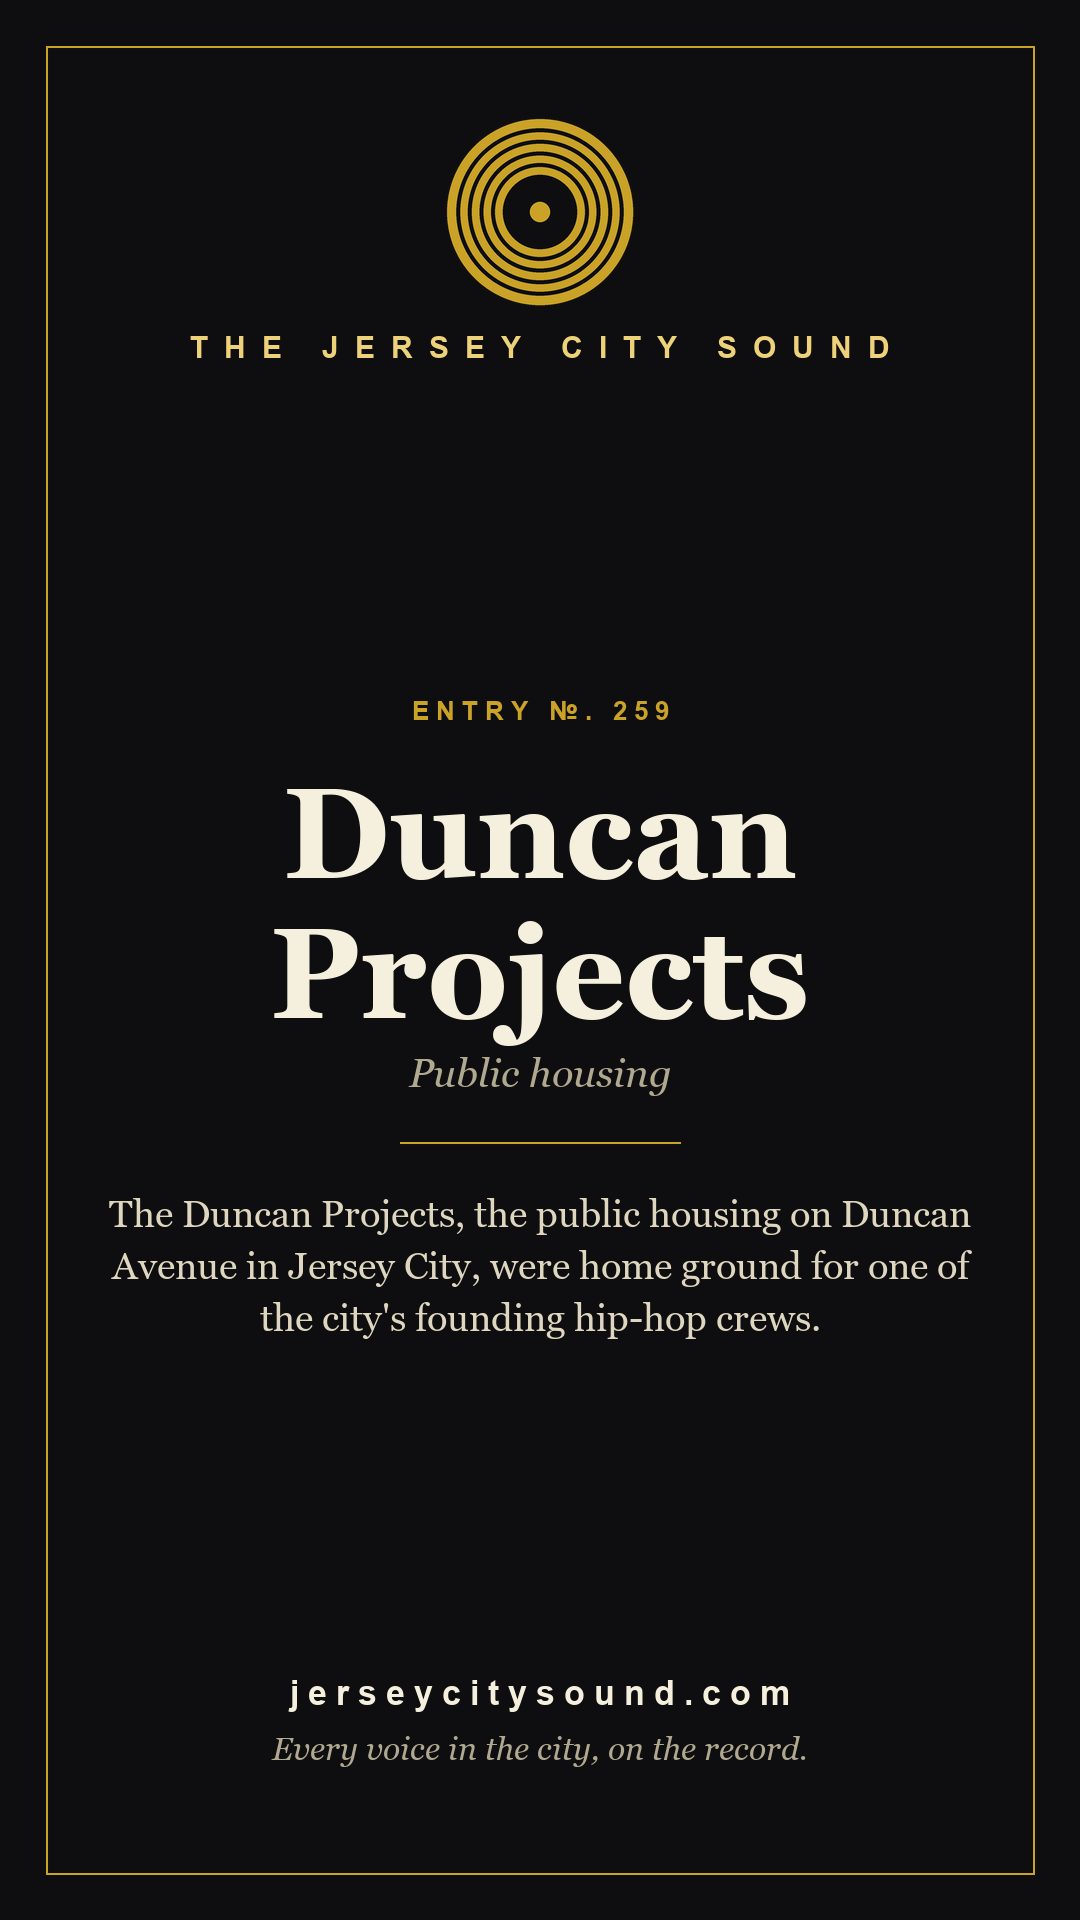 THE JERSEY CITY SOUND
ENTRY №. 259
Duncan
Projects
Public housing
The Duncan Projects, the public housing on Duncan
Avenue in Jersey City, were home ground for one of
the city's founding hip-hop crews.
jerseycitysound.com
Every voice in the city, on the record.